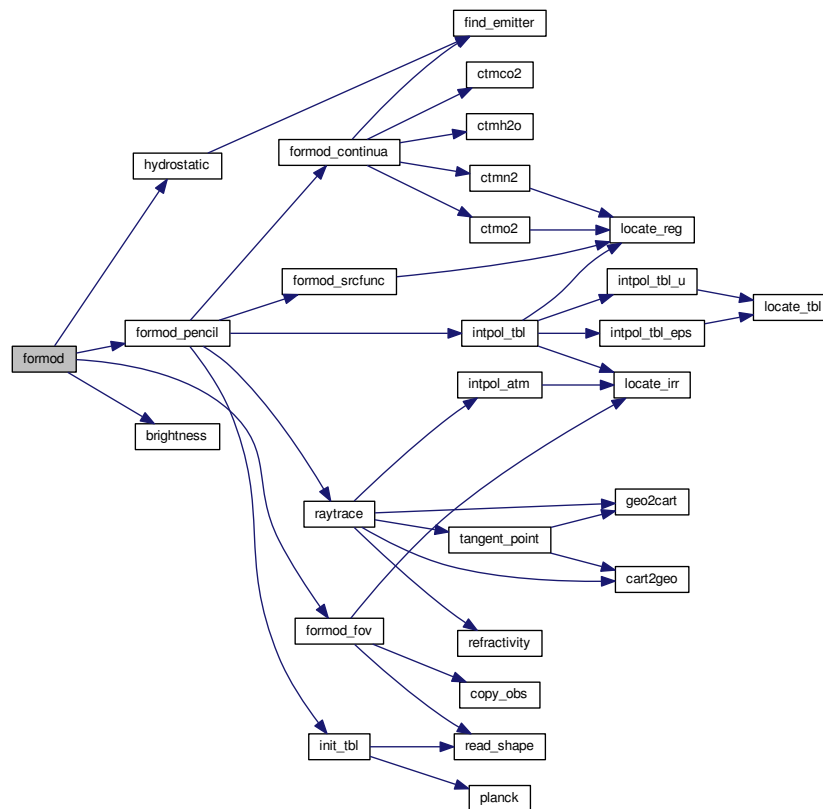 find_emitter
ctmco2
ctmh2o
formod_continua
hydrostatic
ctmn2
ctmo2
locate_reg
formod_srcfunc
intpol_tbl_u
locate_tbl
formod_pencil
intpol_tbl
intpol_tbl_eps
formod
intpol_atm
locate_irr
brightness
geo2cart
raytrace
tangent_point
cart2geo
formod_fov
refractivity
copy_obs
init_tbl
read_shape
planck